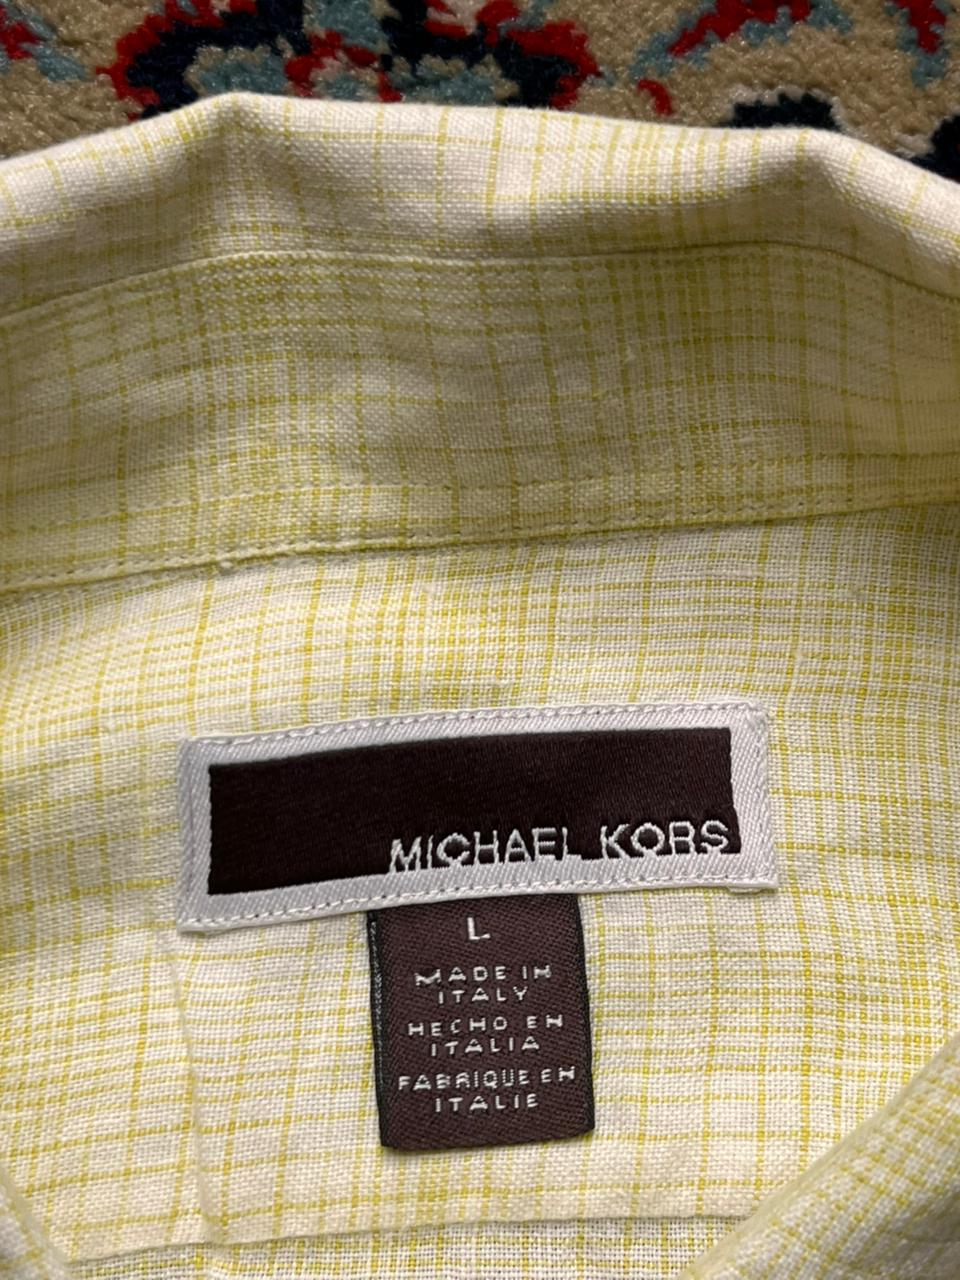 MICHAEL KORS
L
MADE IN
ITALY
HECHO EN
ITALIA
FABRIQUE EN
ITALIE